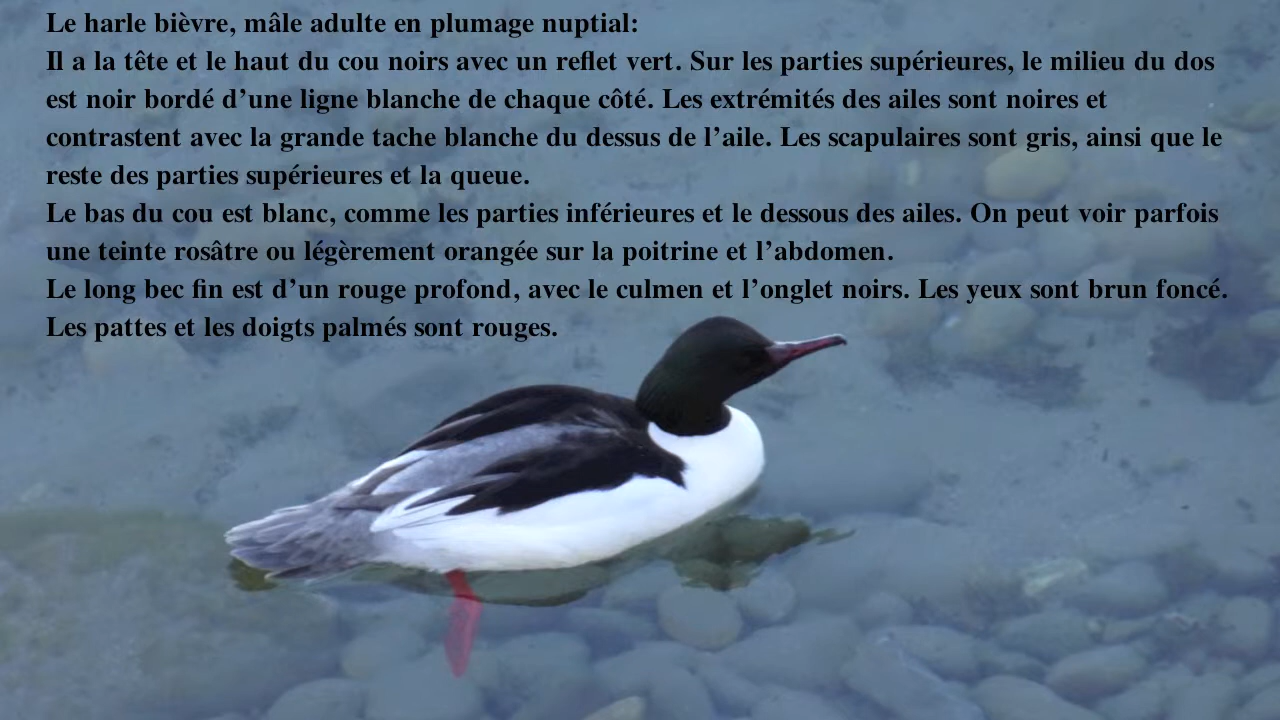 Le harle bièvre, mâle adulte en plumage nuptial:
Il a la tête et le haut du cou noirs avec un reflet vert. Sur les parties supérieures, le milieu du dos
est noir bordé d’une ligne blanche de chaque côté. Les extrémités des ailes sont noires et
contrastent avec la grande tache blanche du dessus de l’aile. Les scapulaires sont gris, ainsi que le
reste des parties supérieures et la queue.
Le bas du cou est blanc, comme les parties inférieures et le dessous des ailes. On peut voir parfois
une teinte rosâtre ou légèrement orangée sur la poitrine et l’abdomen.
Le long bec fin est d’un rouge profond, avec le culmen et l’onglet noirs. Les yeux sont brun foncé.
Les pattes et les doigts palmés sont rouges.